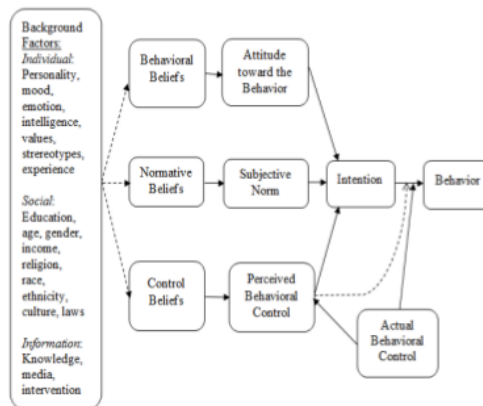 Background
Factors:
Individual:
Personality,
mood,
emotion,
intelligence,
values,
strereotypes,
experience
Social:
Education,
age, gender,
income,
religion,
race,
ethnicity,
culture, laws
Information:
Knowledge,
media,
intervention
Behavioral
Beliefs
Attitude
toward the
Behavior
Normative
Beliefs
Subjective
Norm
Intention
Behavior
Control
Beliefs
Perceived
Behavioral
Control
Actual
Behavioral
Control